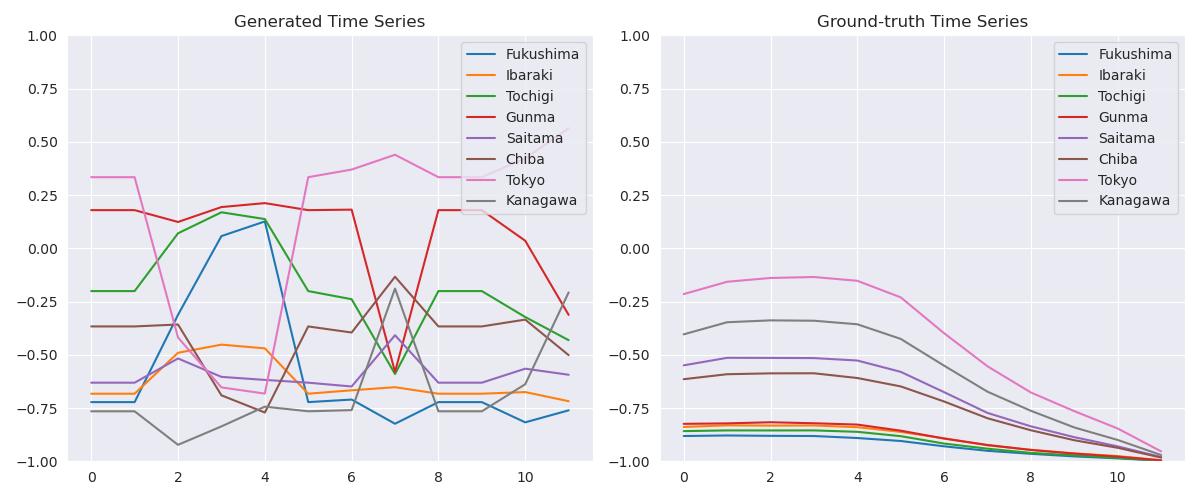 Generated Time Series
1.00
0.75
0.50
0.25
0.00
−0.25
−0.50
−0.75
−1.00
0
2
4
6
8
10
Fukushima
Ibaraki
Tochigi
Gunma
Saitama
Chiba
Tokyo
Kanagawa
Ground-truth Time Series
1.00
0.75
0.50
0.25
0.00
−0.25
−0.50
−0.75
−1.00
0
2
4
6
8
10
Fukushima
Ibaraki
Tochigi
Gunma
Saitama
Chiba
Tokyo
Kanagawa